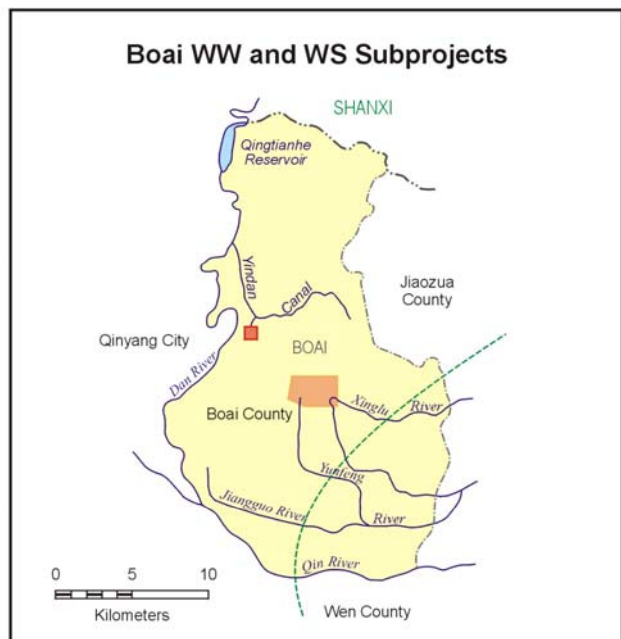 Boai WW and WS Subprojects
SHANXI
Qingtianhe
Reservoir
Yindan
Canal
Jiaozua
County
Qinyang City
BOAI
Dan River
Boai County
Xinglu River
Yunfeng
Jiangguo River
River
Qin River
0 5 10
Kilometers
Wen County